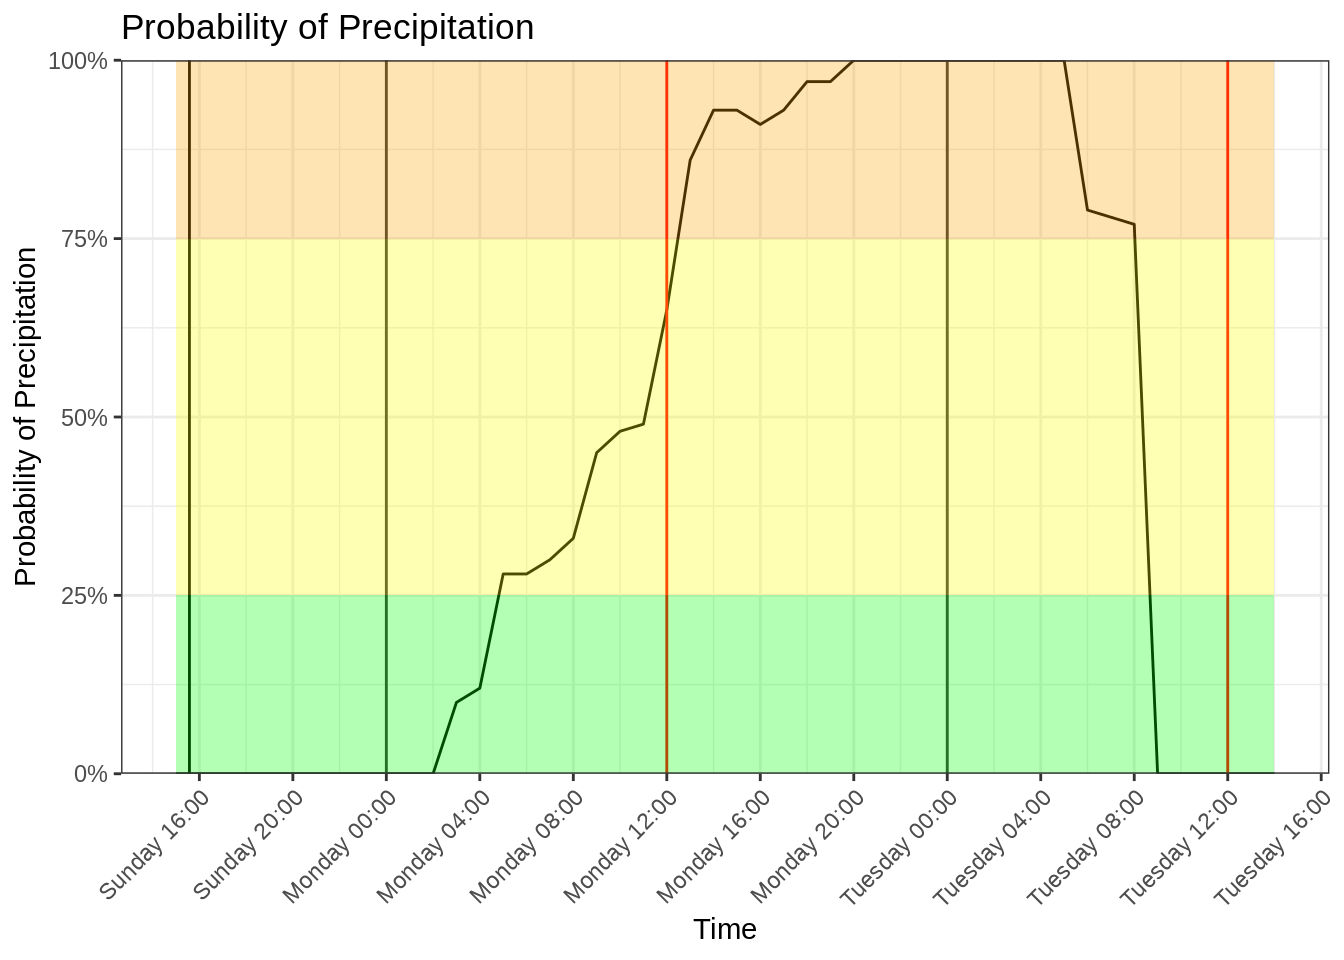 Probability of Precipitation
Probability of Precipitation
100%
75%
50%
25%
0%
Sunday 16:00
Sunday 20:00
Monday 00:00
Monday 04:00
Monday 08:00
Monday 12:00
Monday 16:00
Monday 20:00
Tuesday 00:00
Tuesday 04:00
Tuesday 08:00
Tuesday 12:00
Tuesday 16:00
Time